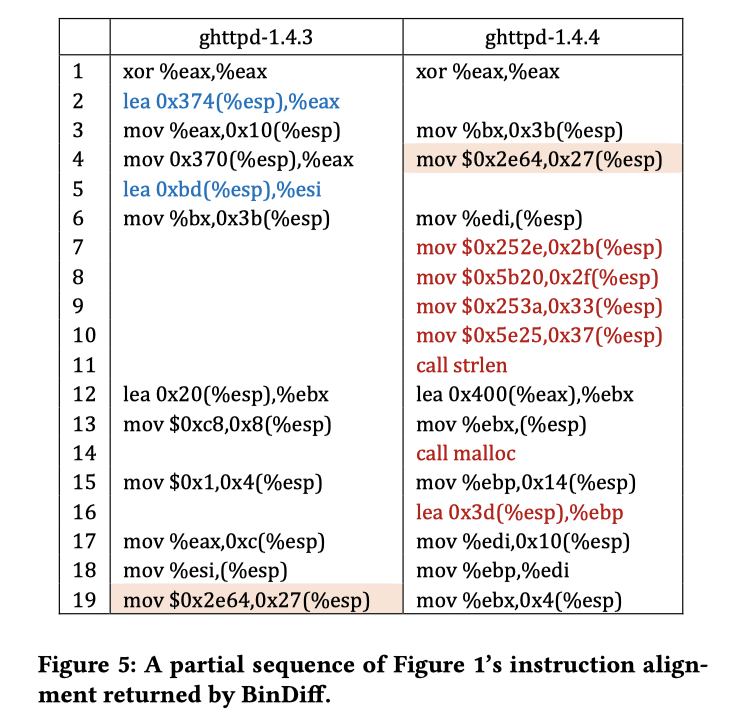 ghttpd-1.4.3 ghttpd-1.4.4
1 xor %eax,%eax xor %eax,%eax
2 lea 0x374(%esp),%eax
3 mov %eax,0x10(%esp) mov %bx,0x3b(%esp)
4 mov 0x370(%esp),%eax mov $0x2e64,0x27(%esp)
5 lea 0xbd(%esp),%esi
6 mov %bx,0x3b(%esp) mov %edi,(%esp)
7 mov $0x252e,0x2b(%esp)
8 mov $0x5b20,0x2f(%esp)
9 mov $0x253a,0x33(%esp)
10 mov $0x5e25,0x37(%esp)
11 call strlen
12 lea 0x20(%esp),%ebx lea 0x400(%eax),%ebx
13 mov $0xc8,0x8(%esp) mov %ebx,(%esp)
14 call malloc
15 mov $0x1,0x4(%esp) mov %ebp,0x14(%esp)
16 lea 0x3d(%esp),%ebp
17 mov %eax,0xc(%esp) mov %edi,0x10(%esp)
18 mov %esi,(%esp) mov %ebp,%edi
19 mov $0x2e64,0x27(%esp) mov %ebx,0x4(%esp)
Figure 5: A partial sequence of Figure 1's instruction align-
ment returned by BinDiff.